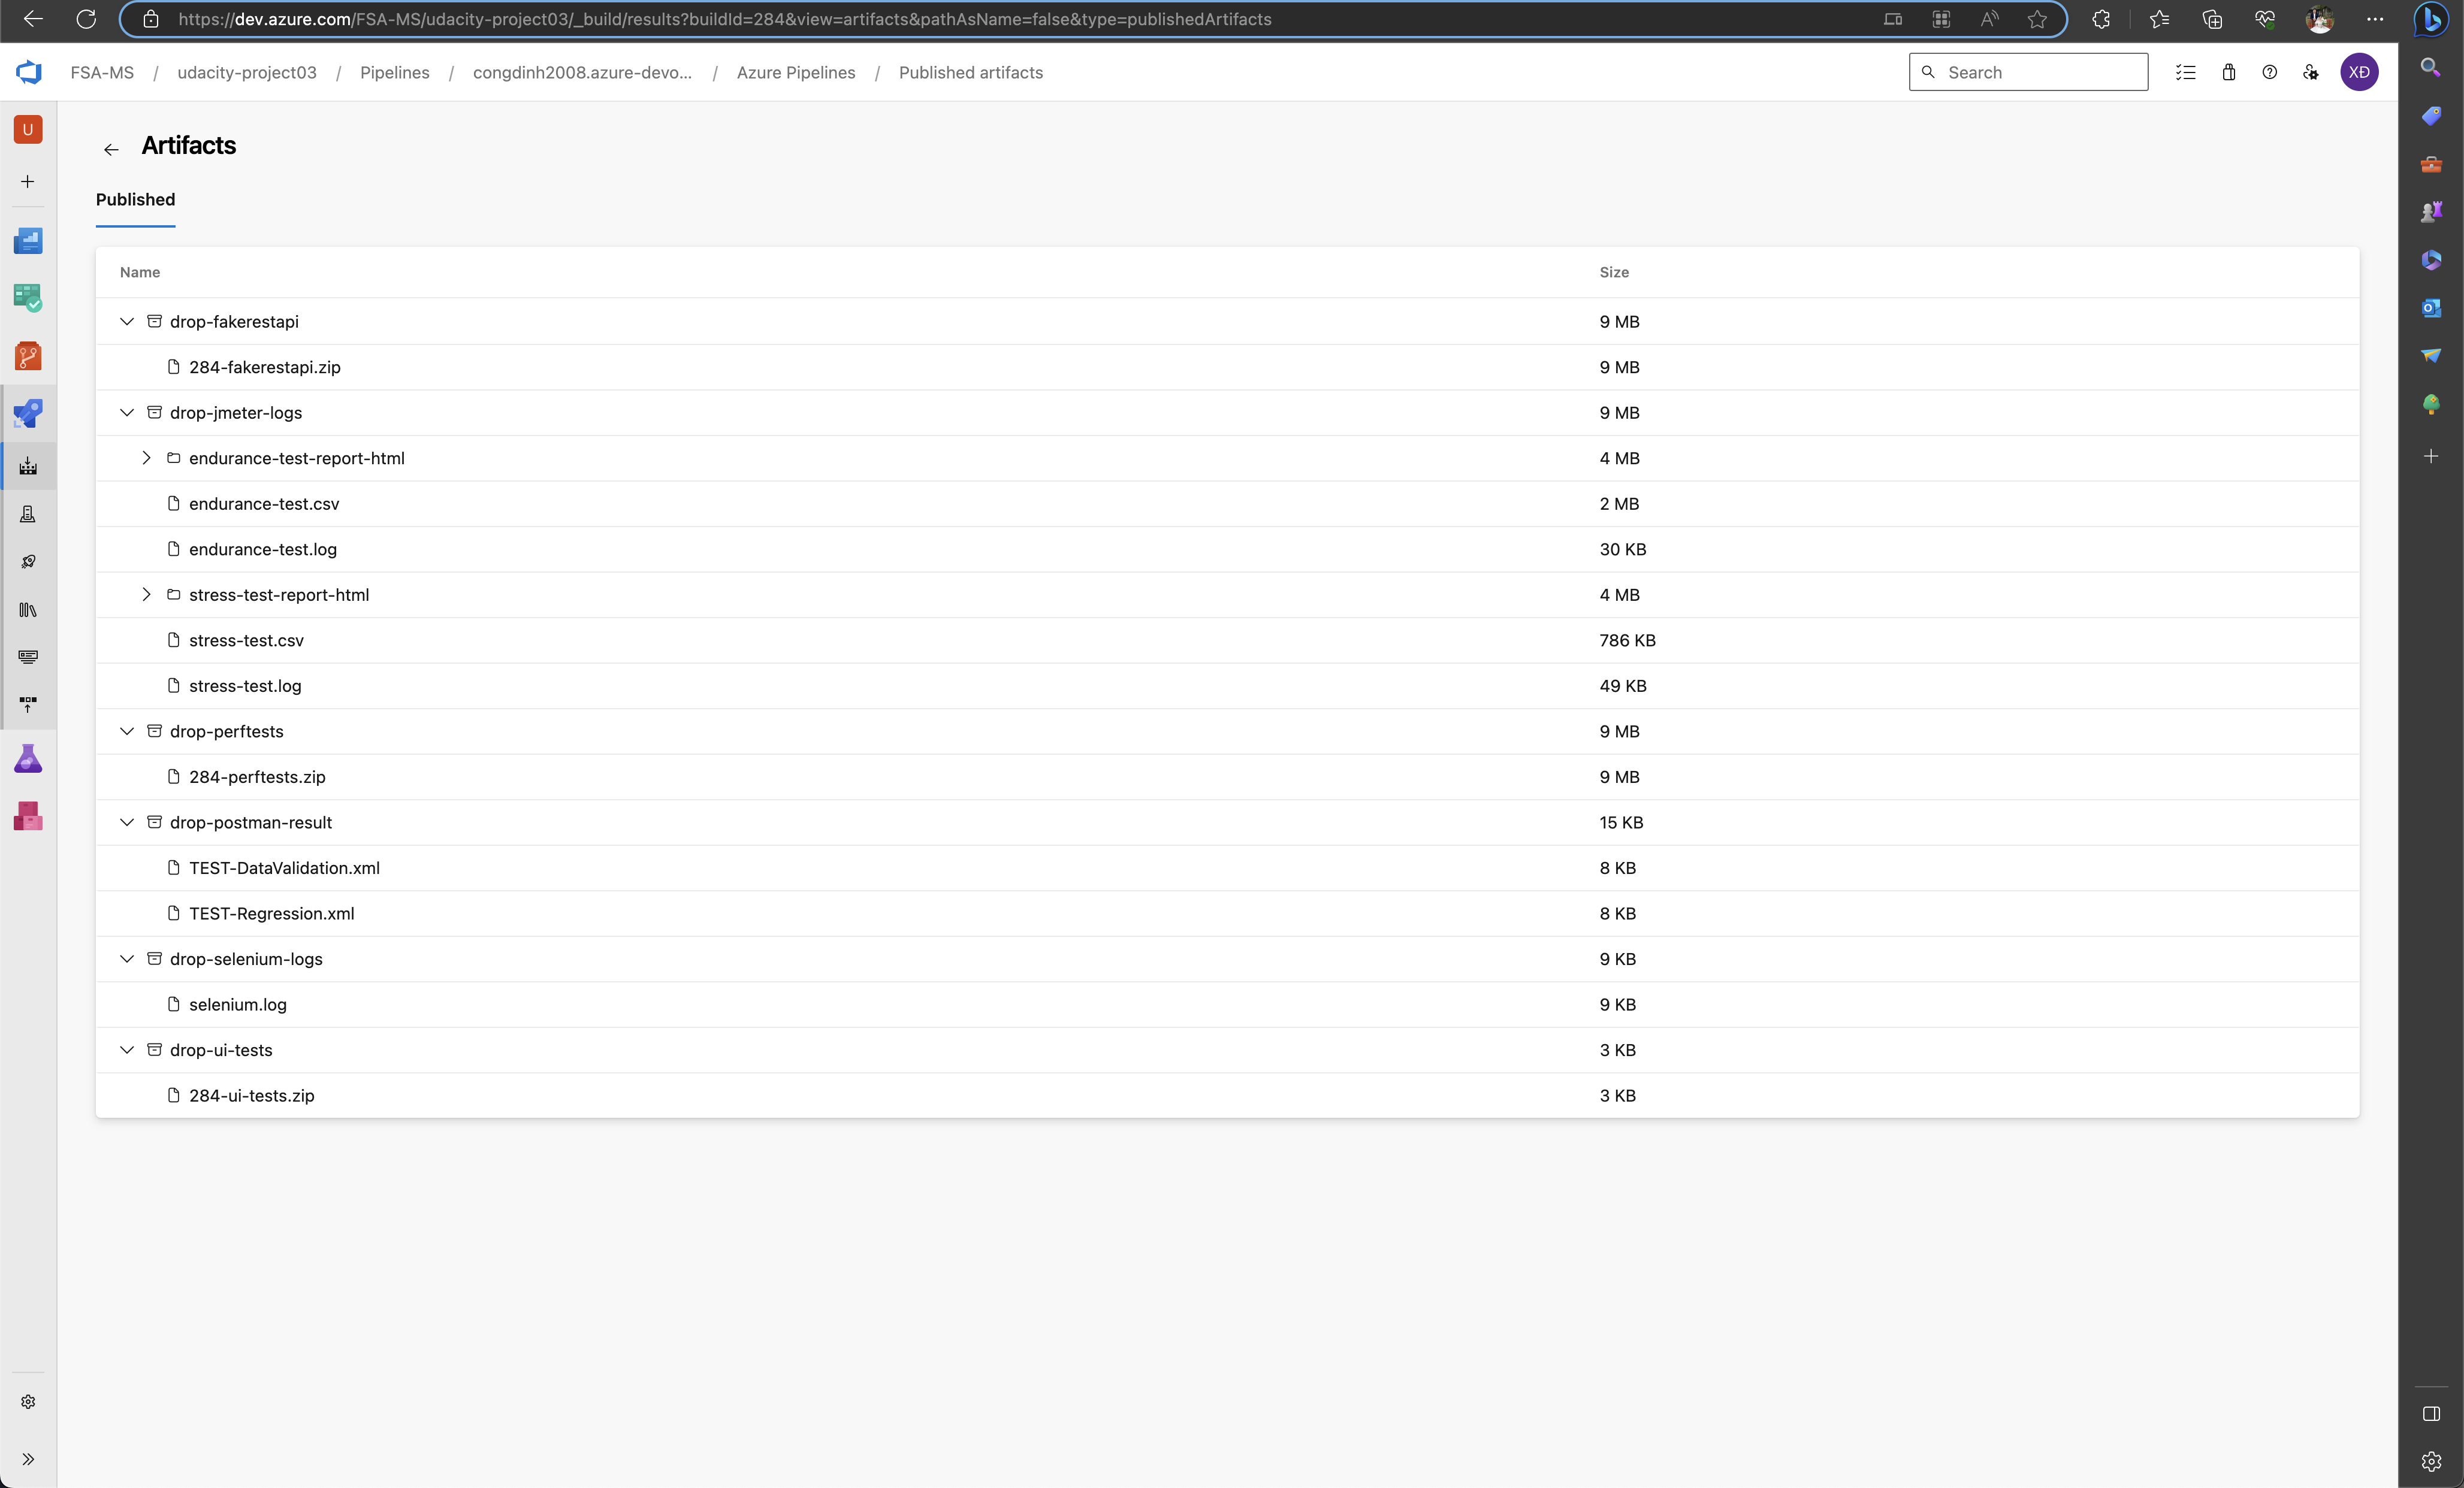 https://dev.azure.com/FSA-MS/udacity-project03/_build/results?buildId=284&view=artifacts&pathAsName=false&type=publishedArtifacts
FSA-MS / udacity-project03 / Pipelines / congdinh2008.azure-devo... / Azure Pipelines / Published artifacts
Search
XĐ
U
Artifacts
Published
Name Size
drop-fakerestapi 9 MB
284-fakerestapi.zip 9 MB
drop-jmeter-logs 9 MB
endurance-test-report-html 4 MB
endurance-test.csv 2 MB
endurance-test.log 30 KB
stress-test-report-html 4 MB
stress-test.csv 786 KB
stress-test.log 49 KB
drop-perftests 9 MB
284-perftests.zip 9 MB
drop-postman-result 15 KB
TEST-DataValidation.xml 8 KB
TEST-Regression.xml 8 KB
drop-selenium-logs 9 KB
selenium.log 9 KB
drop-ui-tests 3 KB
284-ui-tests.zip 3 KB